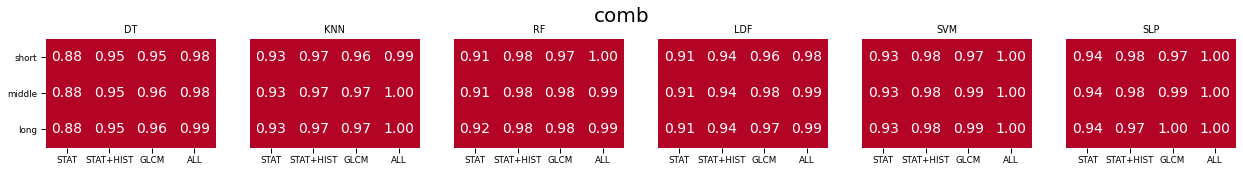 comb
DT KNN RF LDF SVM SLP
short 0.88 0.95 0.95 0.98 0.93 0.97 0.96 0.99 0.91 0.98 0.97 1.00 0.91 0.94 0.96 0.98 0.93 0.98 0.97 1.00 0.94 0.98 0.97 1.00
middle 0.88 0.95 0.96 0.98 0.93 0.97 0.97 1.00 0.91 0.98 0.98 0.99 0.91 0.94 0.98 0.99 0.93 0.98 0.99 1.00 0.94 0.98 0.99 1.00
long 0.88 0.95 0.96 0.99 0.93 0.97 0.97 1.00 0.92 0.98 0.98 0.99 0.91 0.94 0.97 0.99 0.93 0.98 0.99 1.00 0.94 0.97 1.00 1.00
STAT STAT+HIST GLCM ALL STAT STAT+HIST GLCM ALL STAT STAT+HIST GLCM ALL STAT STAT+HIST GLCM ALL STAT STAT+HIST GLCM ALL STAT STAT+HIST GLCM ALL